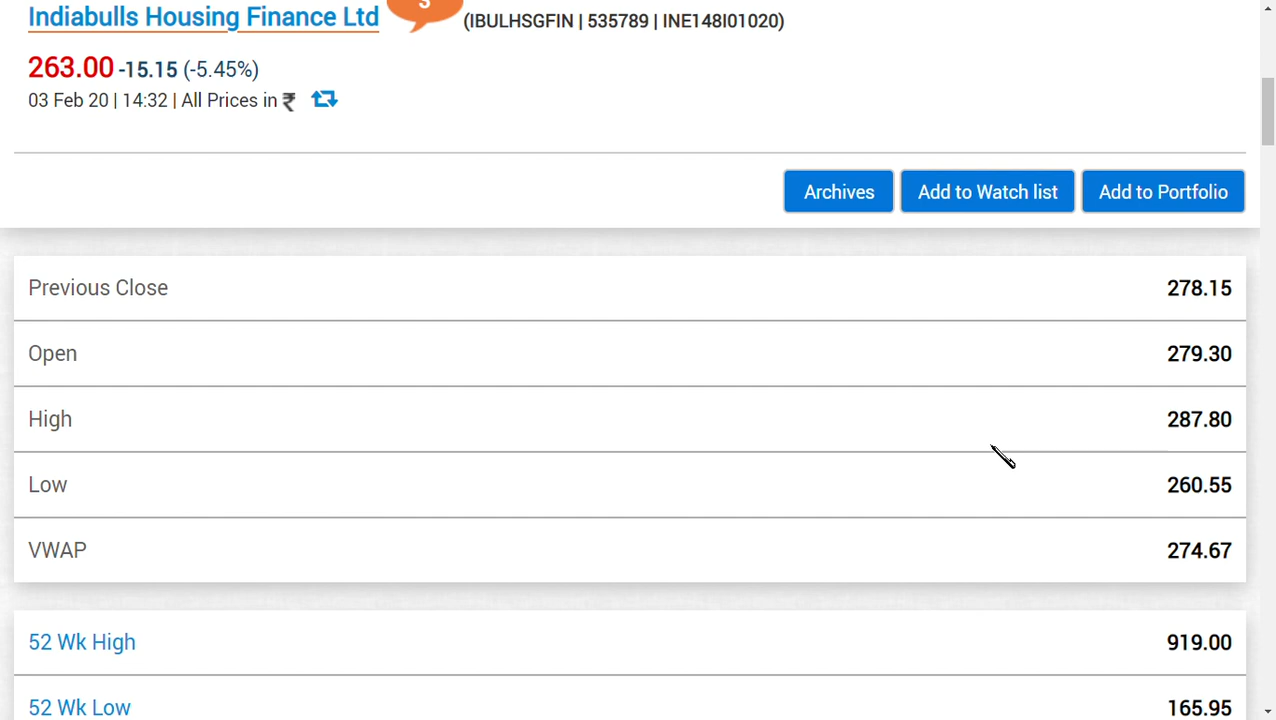 Indiabulls Housing Finance Ltd (IBULHSGFIN | 535789 | INE148I01020)
263.00 -15.15 (-5.45%)
03 Feb 20 | 14:32 | All Prices in ₹
Archives Add to Watch list Add to Portfolio
Previous Close 278.15
Open 279.30
High 287.80
Low 260.55
VWAP 274.67
52 Wk High 919.00
52 Wk Low 165.95